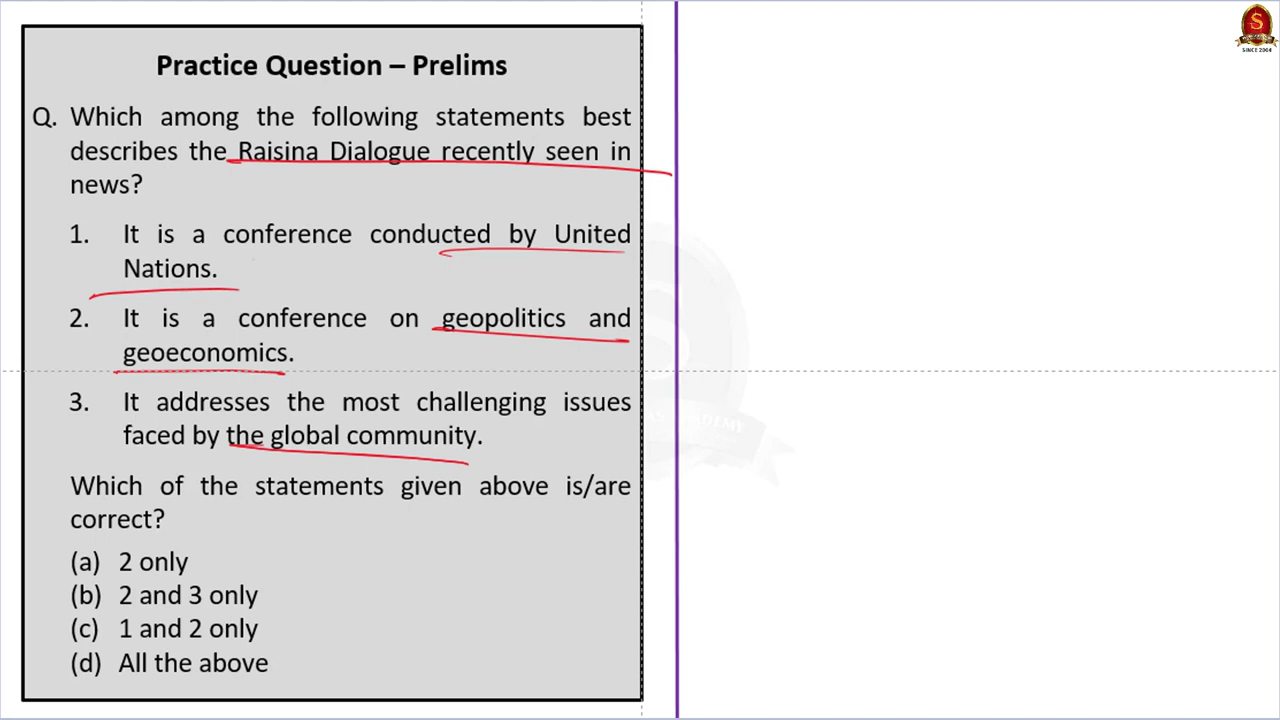 Practice Question – Prelims
Q. Which among the following statements best
describes the Raisina Dialogue recently seen in
news?
1. It is a conference conducted by United
Nations.
2. It is a conference on geopolitics and
geoeconomics.
3. It addresses the most challenging issues
faced by the global community.
Which of the statements given above is/are
correct?
(a) 2 only
(b) 2 and 3 only
(c) 1 and 2 only
(d) All the above
S
SINCE 2004